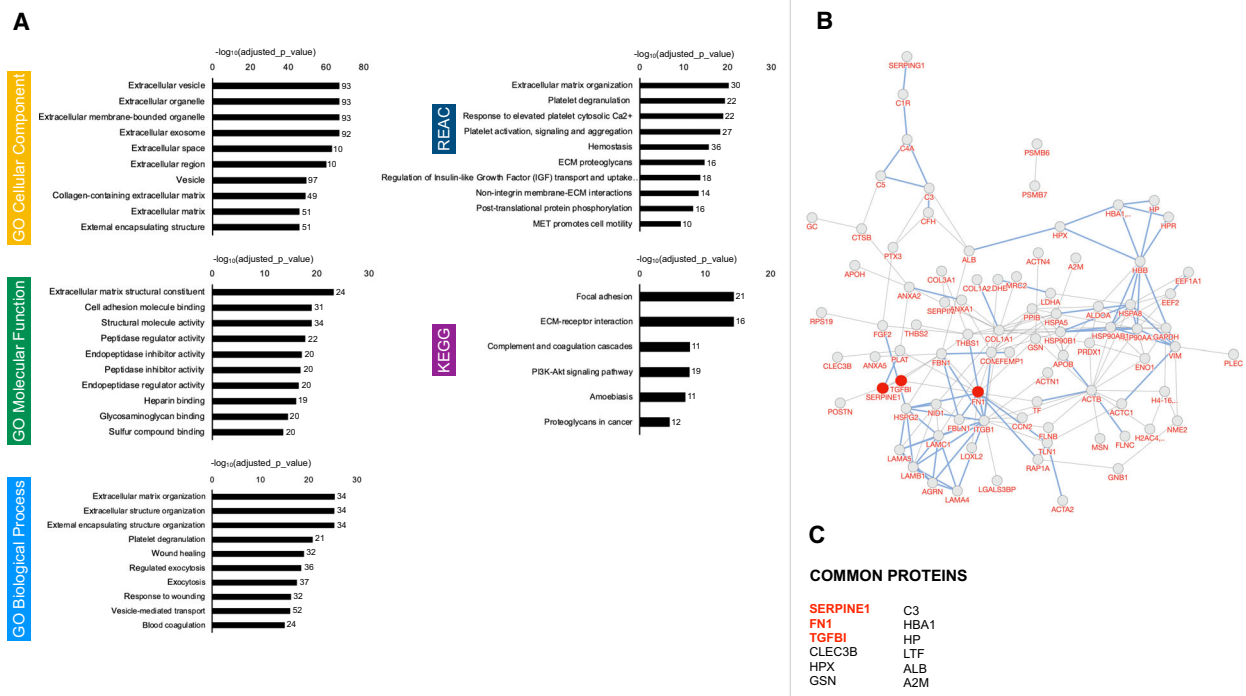 A
GO Cellular Component
-log₁₀(adjusted_p_value)
0 20 40 60 80
Extracellular vesicle 93
Extracellular organelle 93
Extracellular membrane-bounded organelle 93
Extracellular exosome 92
Extracellular space 10
Extracellular region 10
Vesicle 97
Collagen-containing extracellular matrix 49
Extracellular matrix 51
External encapsulating structure 51
GO Molecular Function
-log₁₀(adjusted_p_value)
0 10 20 30
Extracellular matrix structural constituent 24
Cell adhesion molecule binding 31
Structural molecule activity 34
Peptidase regulator activity 22
Endopeptidase inhibitor activity 20
Peptidase inhibitor activity 20
Endopeptidase regulator activity 20
Heparin binding 19
Glycosaminoglycan binding 20
Sulfur compound binding 20
GO Biological Process
-log₁₀(adjusted_p_value)
0 10 20 30
Extracellular matrix organization 34
Extracellular structure organization 34
External encapsulating structure organization 34
Platelet degranulation 21
Wound healing 32
Regulated exocytosis 36
Exocytosis 37
Response to wounding 32
Vesicle-mediated transport 52
Blood coagulation 24
REAC
-log₁₀(adjusted_p_value)
0 10 20 30
Extracellular matrix organization 30
Platelet degranulation 22
Response to elevated platelet cytosolic Ca2+ 22
Platelet activation, signaling and aggregation 27
Hemostasis 36
ECM proteoglycans 16
Regulation of Insulin-like Growth Factor (IGF) transport and uptake.. 18
Non-integrin membrane-ECM interactions 14
Post-translational protein phosphorylation 16
MET promotes cell motility 10
KEGG
-log₁₀(adjusted_p_value)
0 10 20
Focal adhesion 21
ECM-receptor interaction 16
Complement and coagulation cascades 11
PI3K-Akt signaling pathway 19
Amoebiasis 11
Proteoglycans in cancer 12
B
SERPING1
C1R
C4A
PSMB6
C5
PSMB7
C3
HBA1,..
HP
CFH
HPR
GC
CTSB
HPX
PTX3
ALB
ACTN4
A2M
HBB
APOH
COL3A1
COL1A2
MRC2
EEF1A1
ANXA2
ANXA1
LDHA
EEF2
RPS19
PPIB
HSPA5
ALDOA
HSPA8
FGF2
THBS2
THBS1
COL1A1
GSN
HSP90B1
GAPDH
PRDX1
VIM
CLEC3B
ANXA5
PLAT
FBN1
EFEMP1
APOB
ENO1
PLEC
TGFBI
SERPINE1
ACTN1
POSTN
FN1
TF
ACTB
ACTC1
H4-16,..
HSPG2
NID1
FBLN1
ITGB1
CCN2
FLNB
NME2
LAMC1
H2AC4,..
LAMA5
LOXL2
TLN1
MSN
FLNC
LAMB1
RAP1A
GNB1
AGRN
LAMA4
LGALS3BP
ACTA2
C
COMMON PROTEINS
SERPINE1
FN1
TGFBI
CLEC3B
HPX
GSN
C3
HBA1
HP
LTF
ALB
A2M